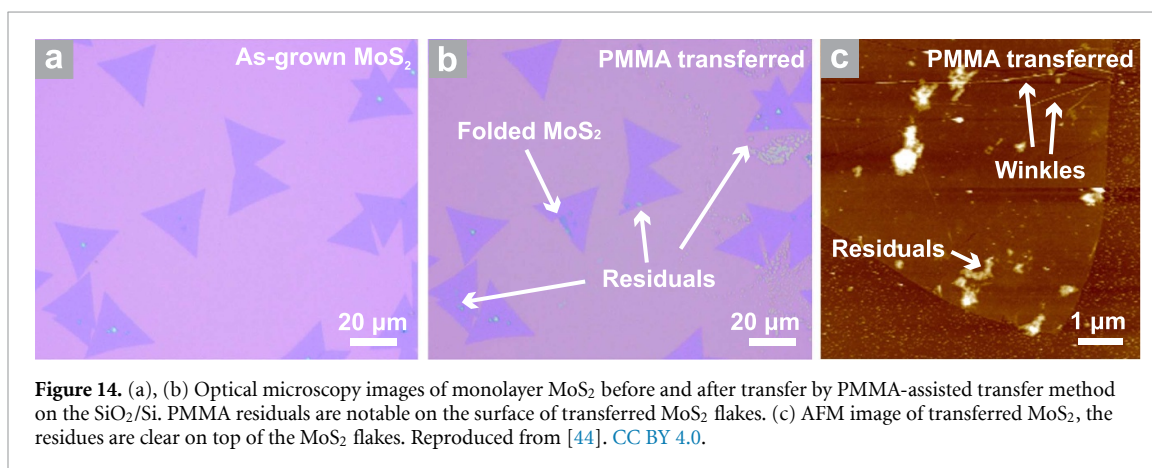 a
As-grown MoS₂
20 µm
b
PMMA transferred
Folded MoS₂
Residuals
20 µm
c
PMMA transferred
Winkles
Residuals
1 µm
Figure 14. (a), (b) Optical microscopy images of monolayer MoS₂ before and after transfer by PMMA-assisted transfer method
on the SiO₂/Si. PMMA residuals are notable on the surface of transferred MoS₂ flakes. (c) AFM image of transferred MoS₂, the
residues are clear on top of the MoS₂ flakes. Reproduced from [44]. CC BY 4.0.